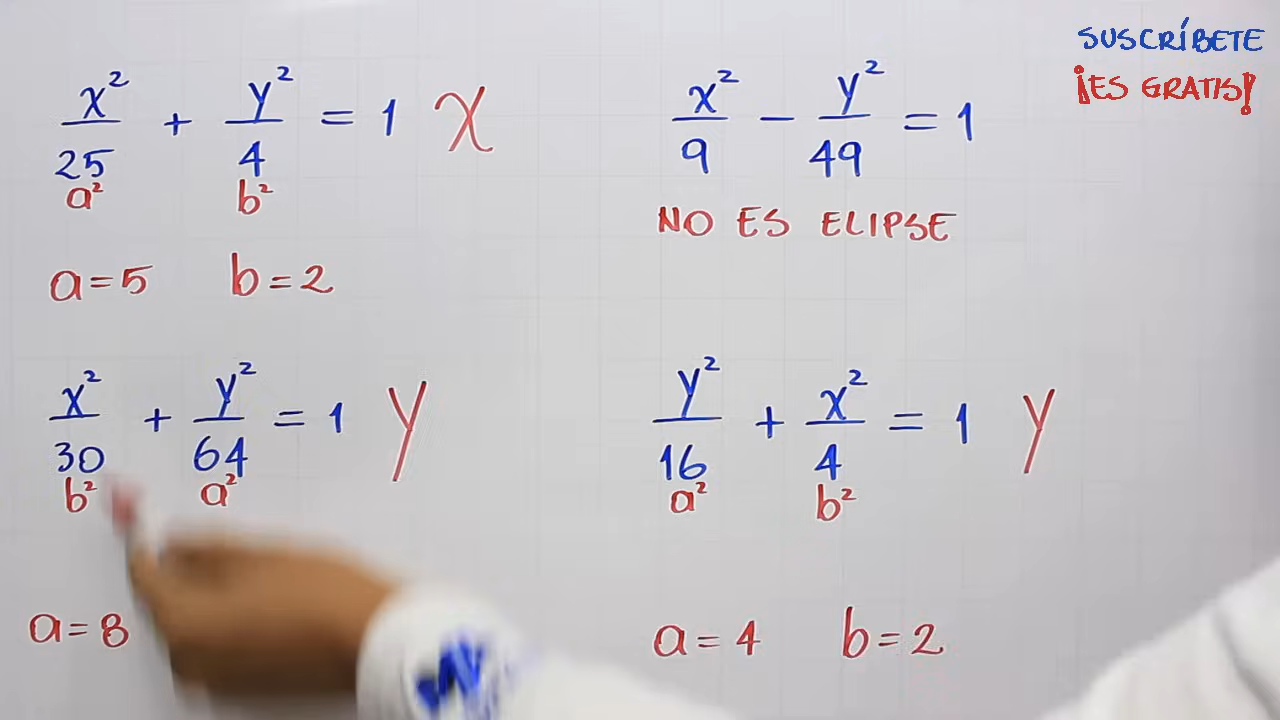 SUSCRÍBETE
¡ES GRATIS!
x²/25 + y²/4 = 1 x
a² b²
a=5 b=2
x²/9 − y²/49 = 1
NO ES ELIPSE
x²/30 + y²/64 = 1 y
b² a²
a=8
y²/16 + x²/4 = 1 y
a² b²
a=4 b=2